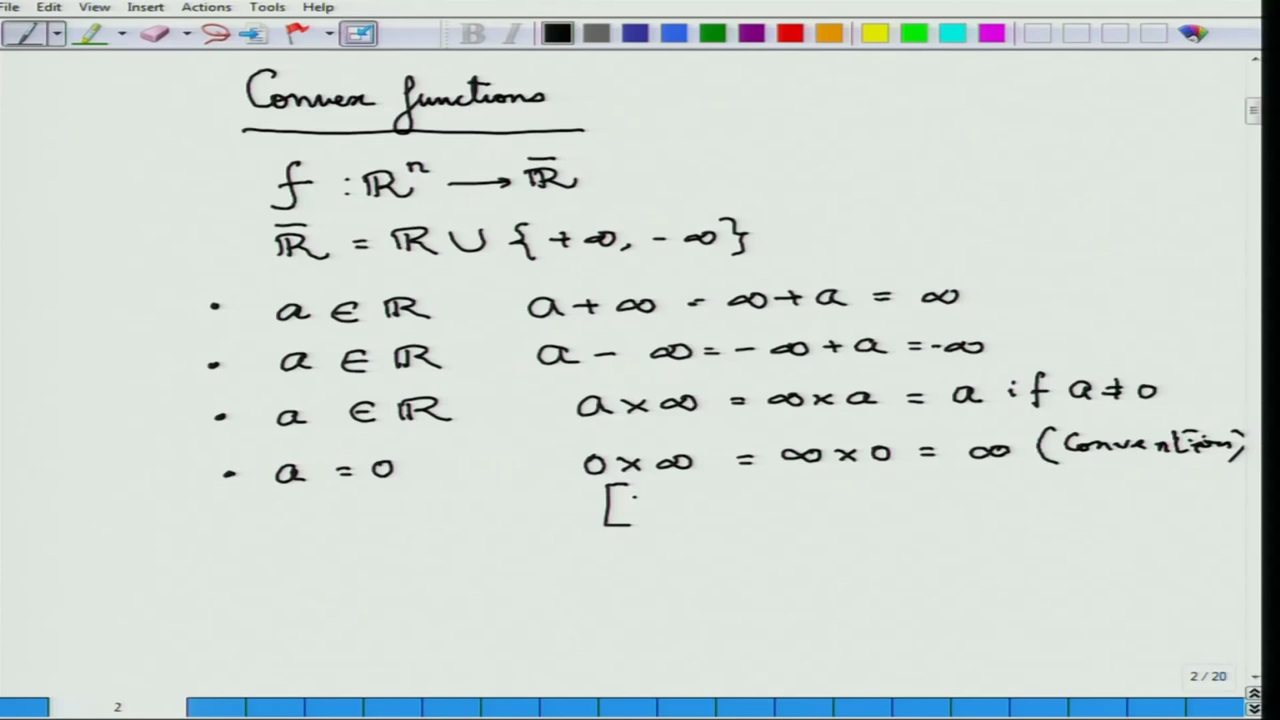 File Edit View Insert Actions Tools Help
B I
Convex functions
f : ℝⁿ → ℝ̄
ℝ̄ = ℝ ∪ {+∞, -∞}
• a ∈ ℝ a + ∞ = ∞ + a = ∞
• a ∈ ℝ a - ∞ = - ∞ + a = -∞
• a ∈ ℝ a × ∞ = ∞ × a = a if a ≠ 0
• a = 0 0 × ∞ = ∞ × 0 = ∞ (Convention)
[
2 / 20
2